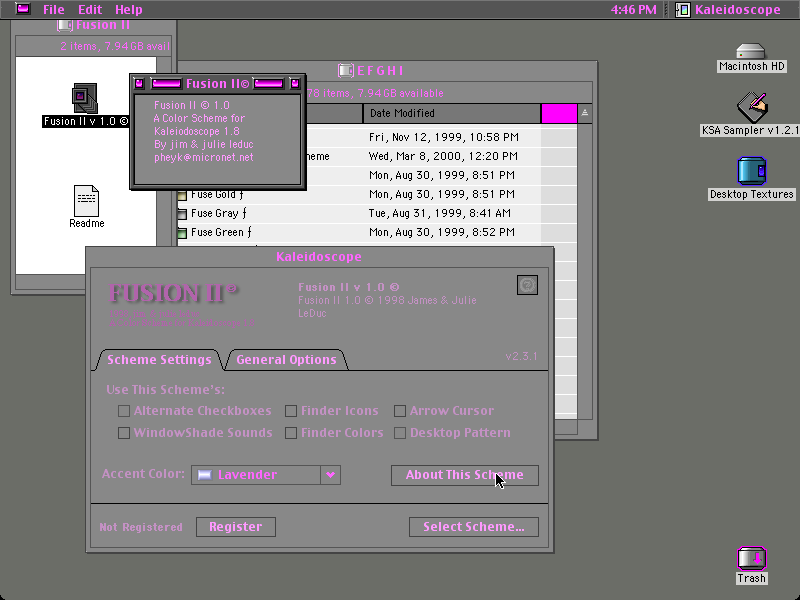 File Edit Help
4:46 PM
Kaleidoscope
Fusion II
2 items, 7.94GB avail
Fusion II v 1.0 ©
Readme
Fusion II©
Fusion II © 1.0
A Color Scheme for
Kaleidoscope 1.8
By jim & julie leduc
pheyk@micronet.net
EFGHI
78 items, 7.94GB available
Date Modified
Fri, Nov 12, 1999, 10:58 PM
heme Wed, Mar 8, 2000, 12:20 PM
Mon, Aug 30, 1999, 8:51 PM
Fuse Gold ƒ Mon, Aug 30, 1999, 8:51 PM
Fuse Gray ƒ Tue, Aug 31, 1999, 8:41 AM
Fuse Green ƒ Mon, Aug 30, 1999, 8:52 PM
Macintosh HD
KSA Sampler v1.2.1
Desktop Textures
Trash
Kaleidoscope
FUSION II©
Fusion II v 1.0 ©
Fusion II 1.0 © 1998 James & Julie
LeDuc
v2.3.1
Scheme Settings
General Options
Use This Scheme's:
Alternate Checkboxes
Finder Icons
Arrow Cursor
WindowShade Sounds
Finder Colors
Desktop Pattern
Accent Color:
Lavender
About This Scheme
Not Registered
Register
Select Scheme...